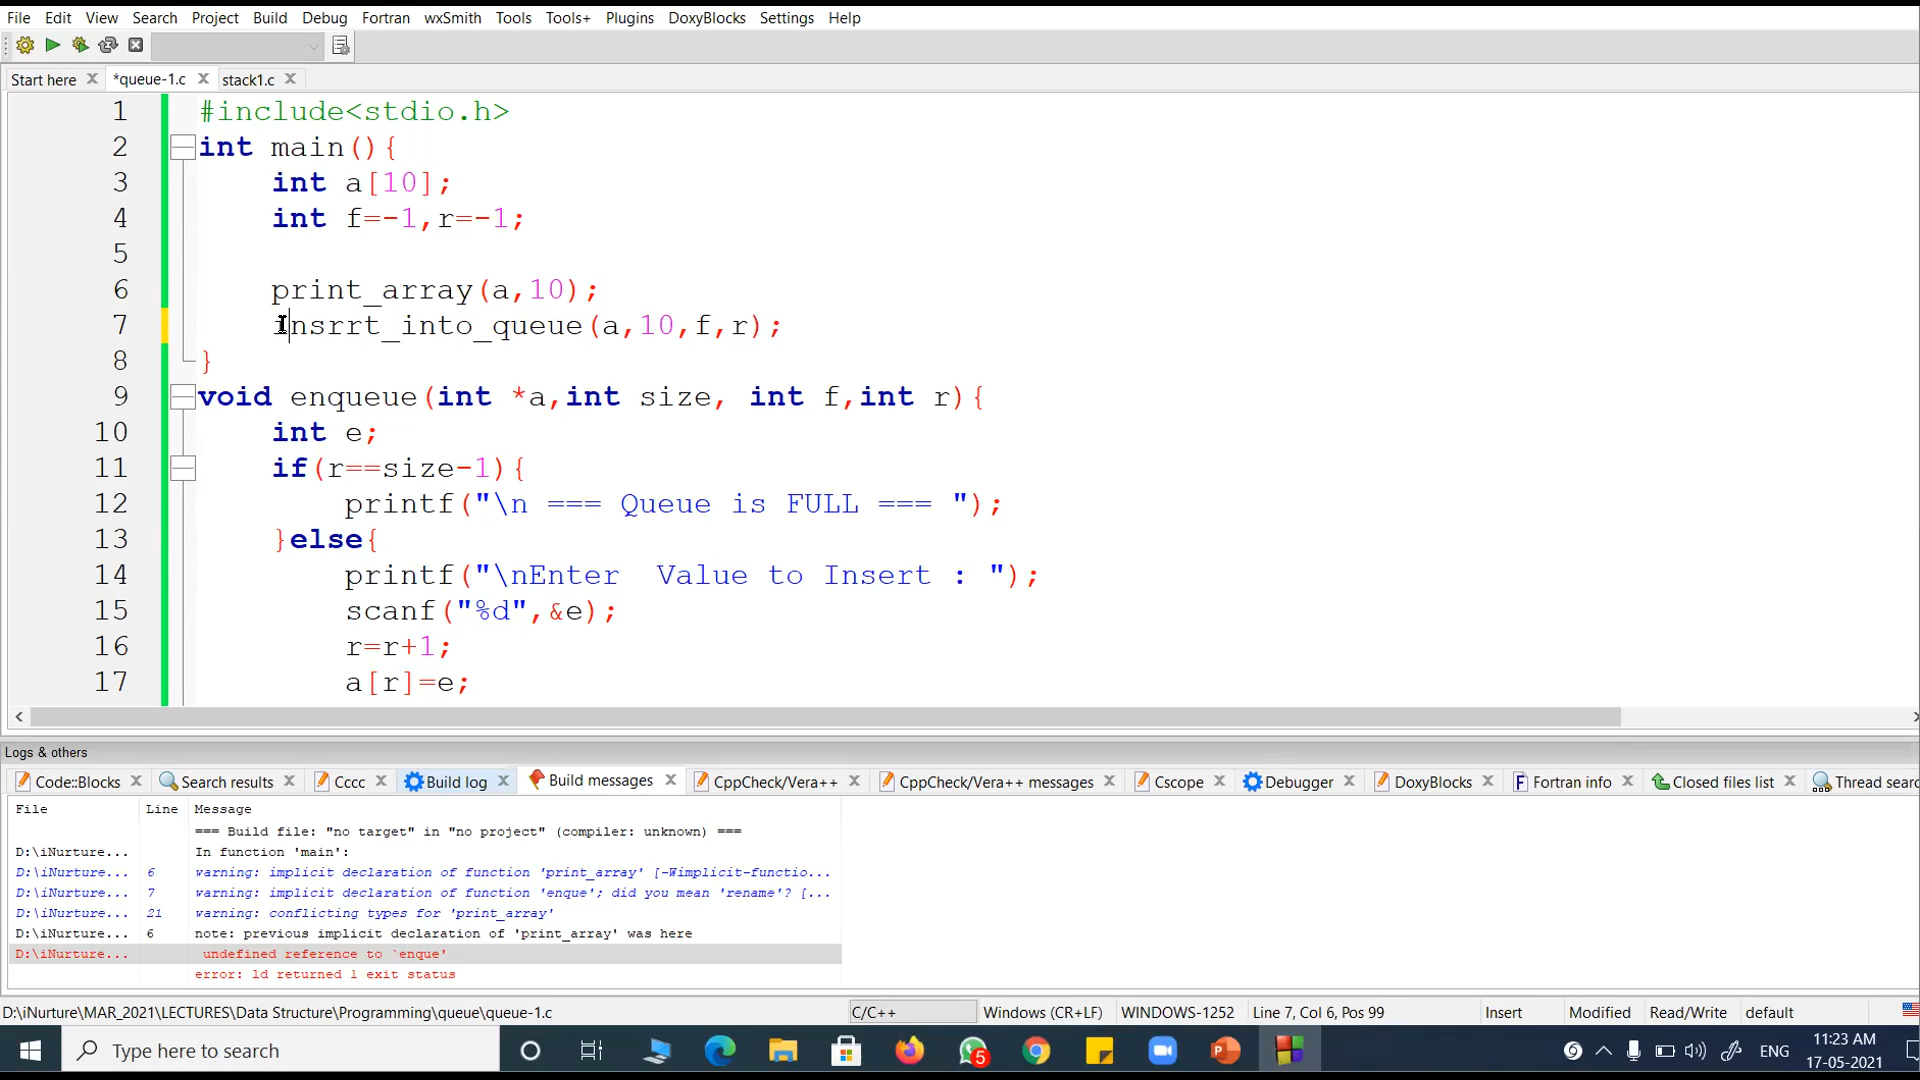 File Edit View Search Project Build Debug Fortran wxSmith Tools Tools+ Plugins DoxyBlocks Settings Help
Start here *queue-1.c stack1.c
1 #include<stdio.h>
2 int main(){
3 int a[10];
4 int f=-1,r=-1;
5
6 print_array(a,10);
7 insrrt_into_queue(a,10,f,r);
8 }
9 void enqueue(int *a,int size, int f,int r){
10 int e;
11 if(r==size-1){
12 printf("\n === Queue is FULL === ");
13 }else{
14 printf("\nEnter  Value to Insert : ");
15 scanf("%d",&e);
16 r=r+1;
17 a[r]=e;
Logs & others
Code::Blocks Search results Cccc Build log Build messages CppCheck/Vera++ CppCheck/Vera++ messages Cscope Debugger DoxyBlocks Fortran info Closed files list Thread searc
File Line Message
=== Build file: "no target" in "no project" (compiler: unknown) ===
D:\iNurture... In function 'main':
D:\iNurture... 6 warning: implicit declaration of function 'print_array' [-Wimplicit-functio...
D:\iNurture... 7 warning: implicit declaration of function 'enque'; did you mean 'rename'? [...
D:\iNurture... 21 warning: conflicting types for 'print_array'
D:\iNurture... 6 note: previous implicit declaration of 'print_array' was here
D:\iNurture... undefined reference to `enque'
error: ld returned 1 exit status
D:\iNurture\MAR_2021\LECTURES\Data Structure\Programming\queue\queue-1.c C/C++ Windows (CR+LF) WINDOWS-1252 Line 7, Col 6, Pos 99 Insert Modified Read/Write default
Type here to search 5 ENG 11:23 AM
17-05-2021